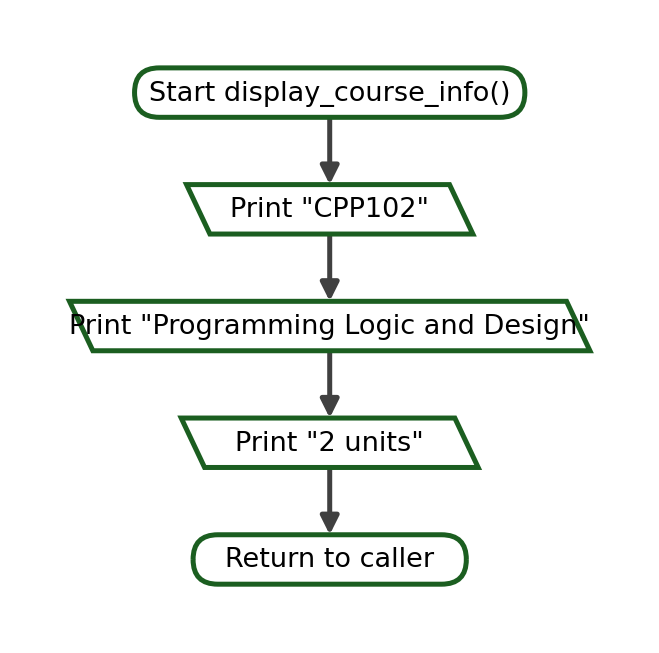 Start display_course_info()
Print "CPP102"
Print "Programming Logic and Design"
Print "2 units"
Return to caller